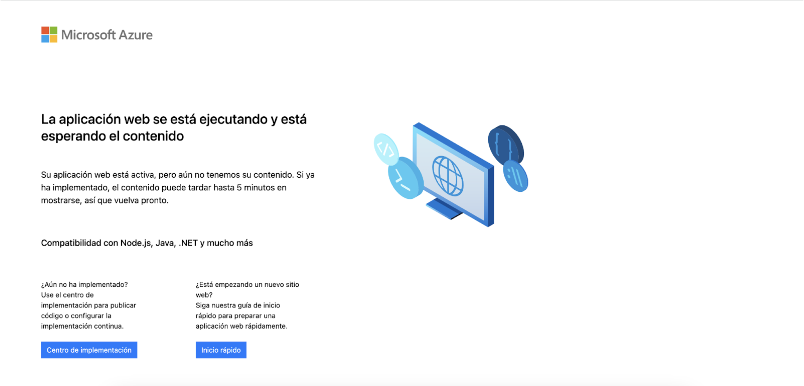 Microsoft Azure
La aplicación web se está ejecutando y está
esperando el contenido
Su aplicación web está activa, pero aún no tenemos su contenido. Si ya
ha implementado, el contenido puede tardar hasta 5 minutos en
mostrarse, así que vuelva pronto.
Compatibilidad con Node.js, Java, .NET y mucho más
¿Aún no ha implementado?
Use el centro de
implementación para publicar
código o configurar la
implementación continua.
Centro de implementación
¿Está empezando un nuevo sitio
web?
Siga nuestra guía de inicio
rápido para preparar una
aplicación web rápidamente.
Inicio rápido